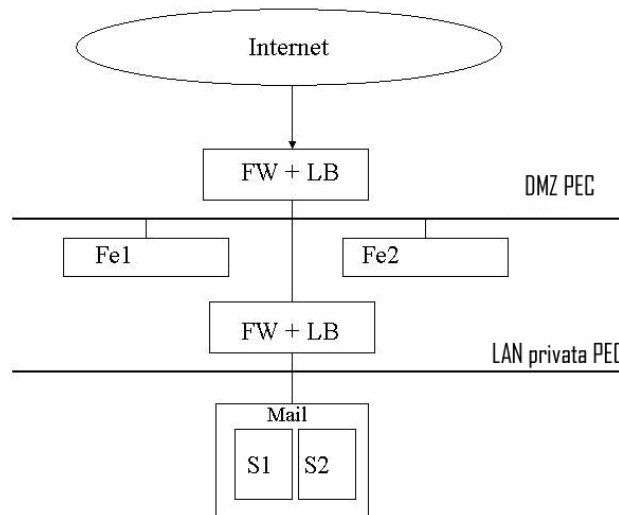 Internet
FW + LB
DMZ PEC
Fe1
Fe2
FW + LB
LAN privata PEC
Mail
S1
S2